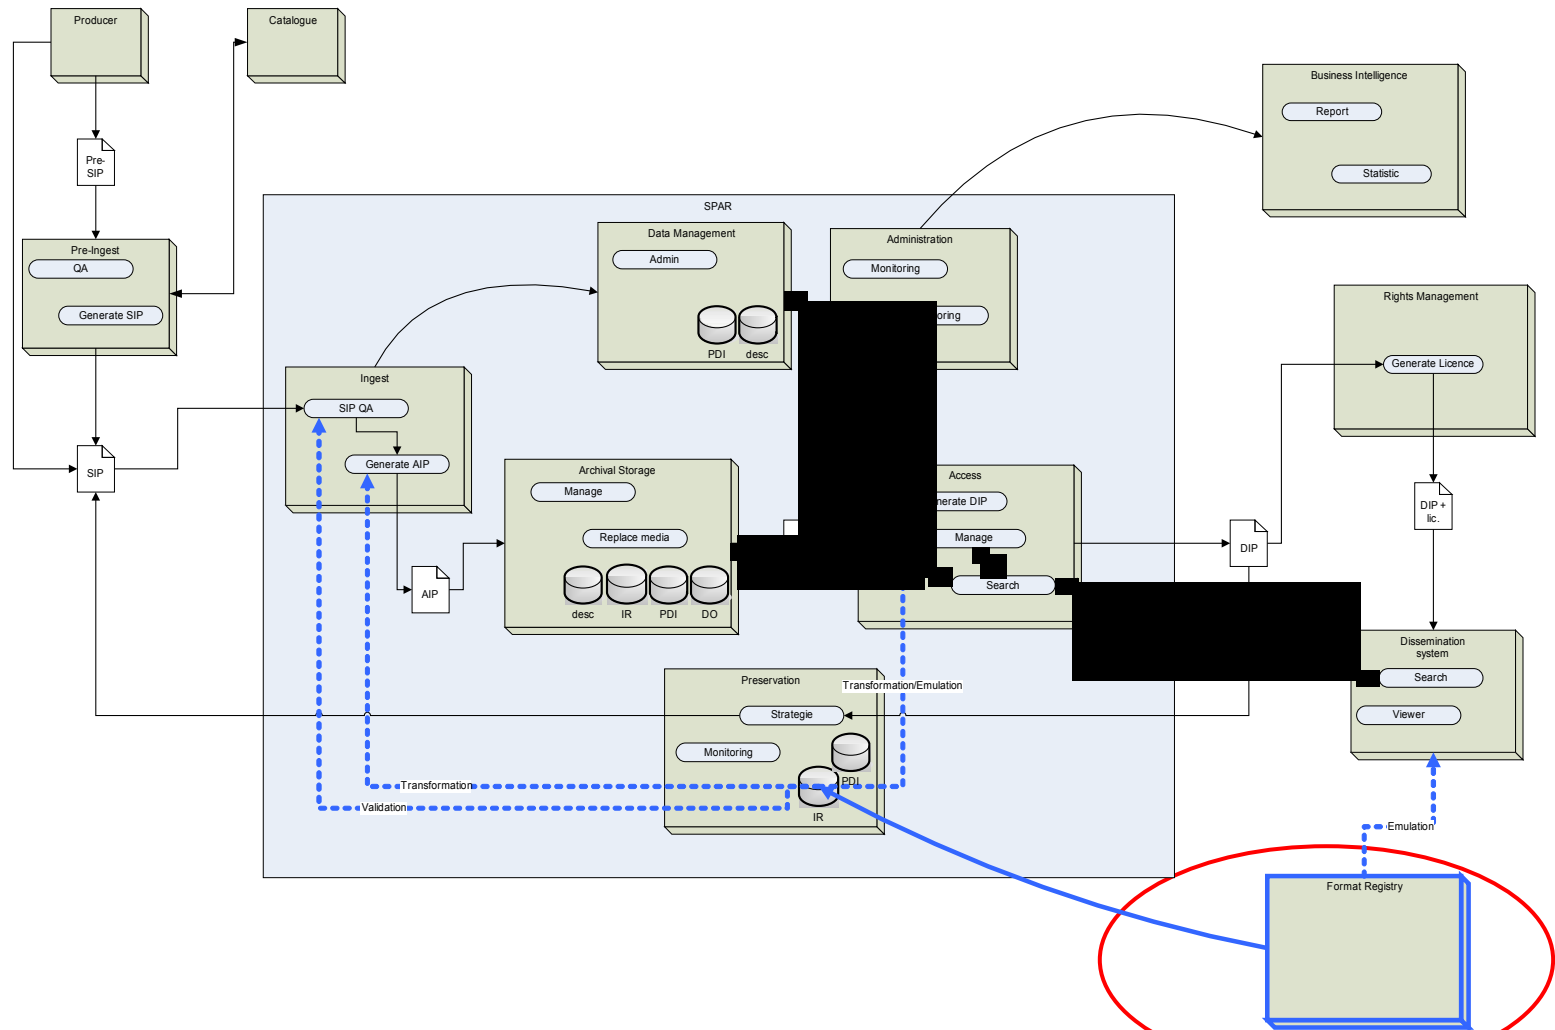 Producer
Catalogue
Business Intelligence
Report
Statistic
Pre-
SIP
SPAR
Pre-Ingest
QA
Generate SIP
Data Management
Admin
PDI
desc
Administration
Monitoring
Rights Management
Generate Licence
Ingest
SIP QA
Generate AIP
SIP
Archival Storage
Manage
Replace media
desc
IR
PDI
DO
Access
DIP
Manage
Search
DIP
DIP +
lic.
AIP
Dissemination
system
Search
Viewer
Preservation
Transformation/Emulation
Strategie
Monitoring
PDI
IR
Transformation
Validation
Emulation
Format Registry